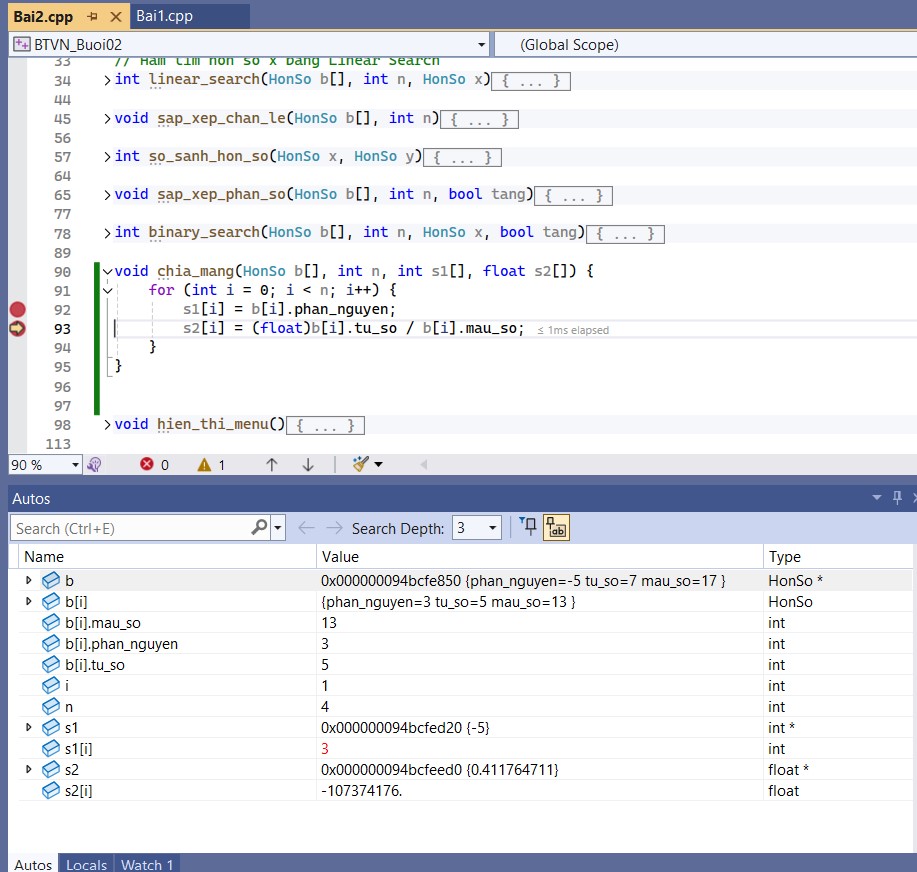 Bai2.cpp Bai1.cpp
BTVN_Buoi02 (Global Scope)
33 // Ham tim hon so x bang Linear Search
34 int linear_search(HonSo b[], int n, HonSo x){ ... }
44
45 void sap_xep_chan_le(HonSo b[], int n){ ... }
56
57 int so_sanh_hon_so(HonSo x, HonSo y){ ... }
64
65 void sap_xep_phan_so(HonSo b[], int n, bool tang){ ... }
77
78 int binary_search(HonSo b[], int n, HonSo x, bool tang){ ... }
89
90 void chia_mang(HonSo b[], int n, int s1[], float s2[]) {
91 for (int i = 0; i < n; i++) {
92 s1[i] = b[i].phan_nguyen;
93 s2[i] = (float)b[i].tu_so / b[i].mau_so; ≤ 1ms elapsed
94 }
95 }
96
97
98 void hien_thi_menu(){ ... }
113
90 % 0 1
Autos
Search (Ctrl+E) Search Depth: 3
Name Value Type
b 0x000000094bcfe850 {phan_nguyen=-5 tu_so=7 mau_so=17 } HonSo *
b[i] {phan_nguyen=3 tu_so=5 mau_so=13 } HonSo
b[i].mau_so 13 int
b[i].phan_nguyen 3 int
b[i].tu_so 5 int
i 1 int
n 4 int
s1 0x000000094bcfed20 {-5} int *
s1[i] 3 int
s2 0x000000094bcfeed0 {0.411764711} float *
s2[i] -107374176. float
Autos Locals Watch 1